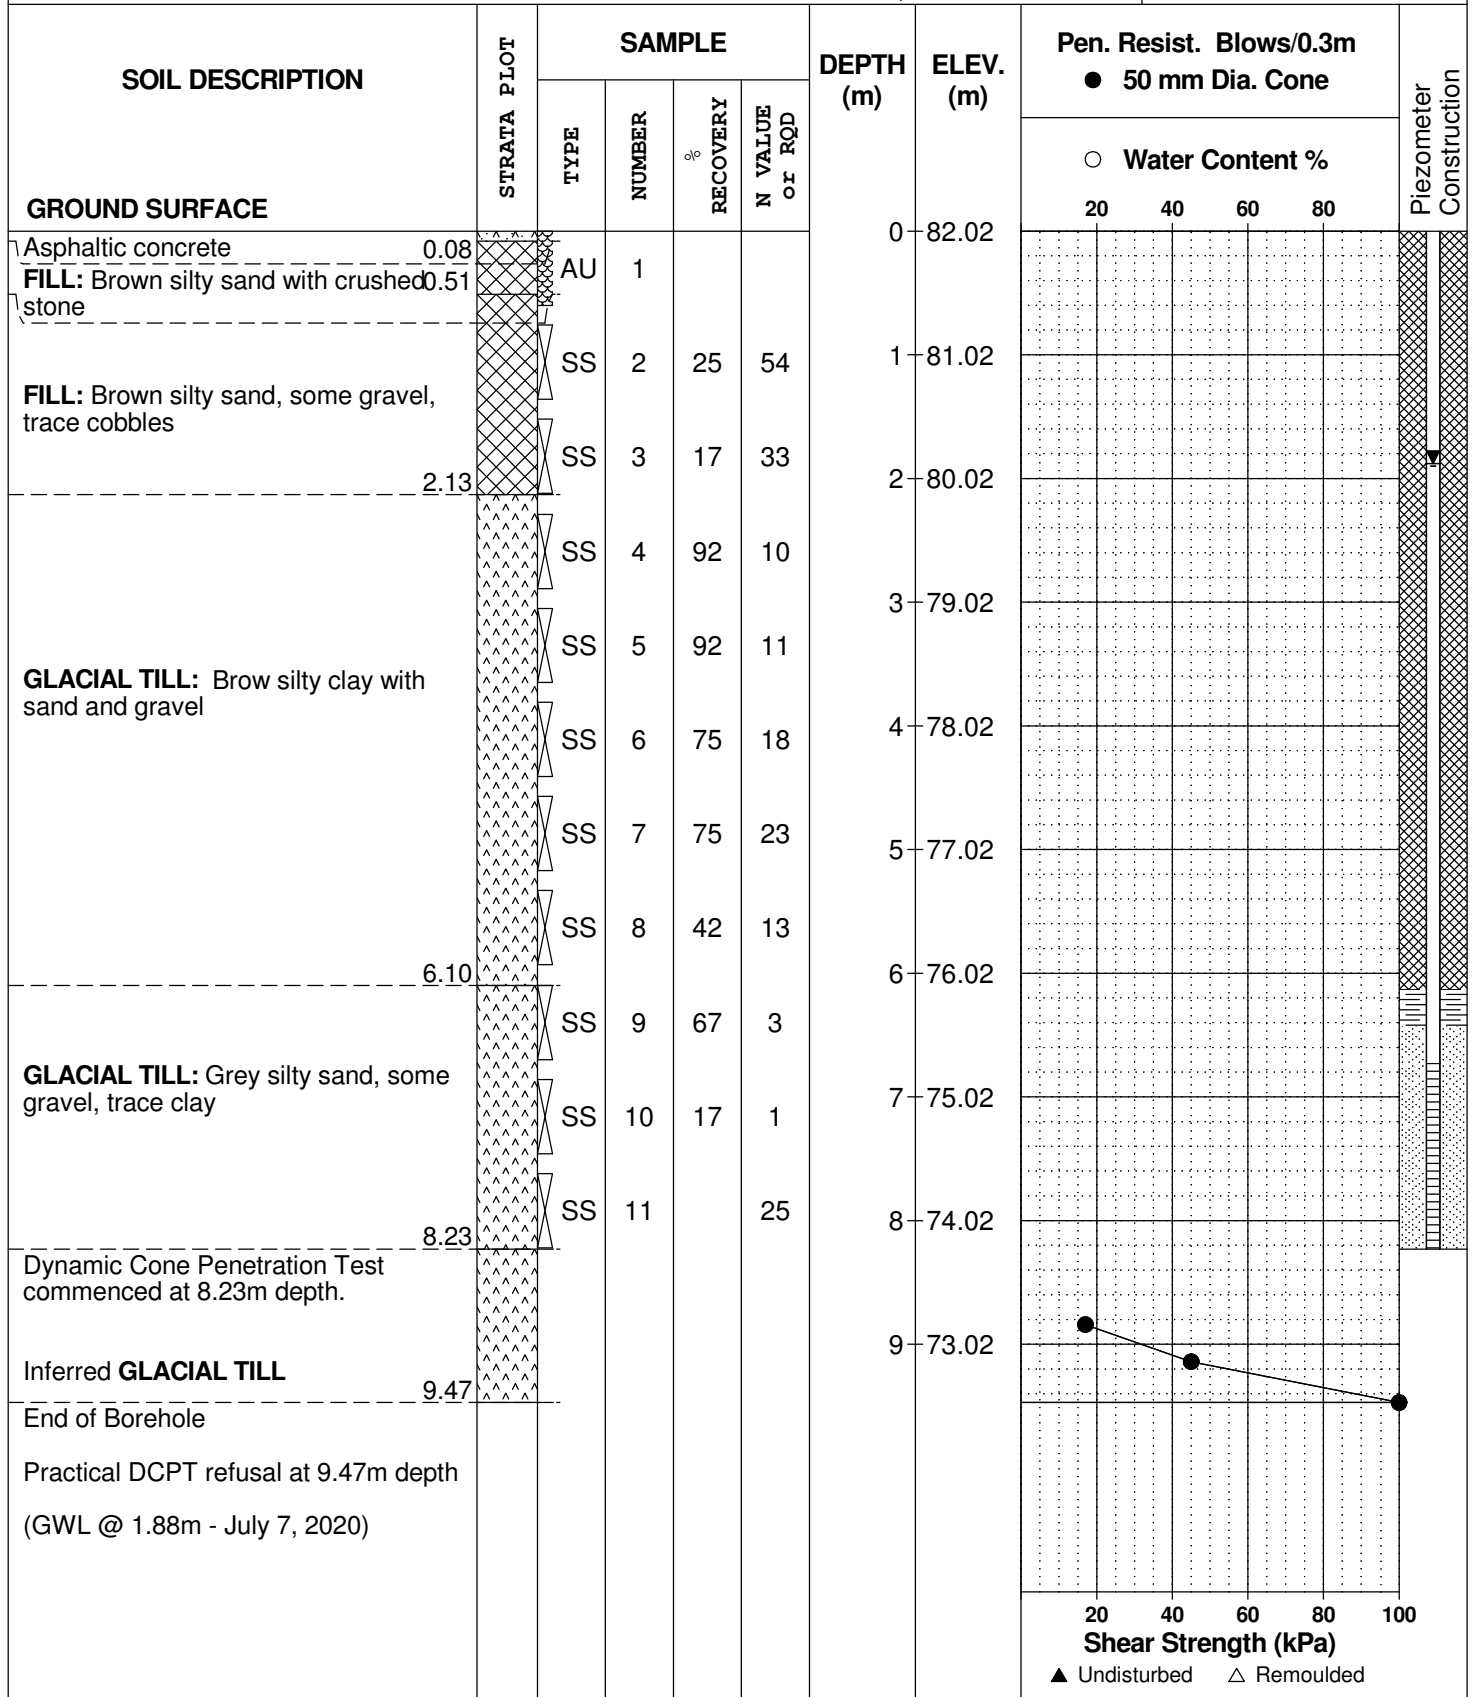 SOIL DESCRIPTION
GROUND SURFACE
STRATA PLOT
SAMPLE
TYPE
NUMBER
% RECOVERY
N VALUE or RQD
DEPTH (m)
ELEV. (m)
Pen. Resist. Blows/0.3m
● 50 mm Dia. Cone
○ Water Content %
20 40 60 80
Piezometer Construction
0 82.02
Asphaltic concrete 0.08
FILL: Brown silty sand with crushed 0.51
stone
AU 1
SS 2 25 54
1 81.02
FILL: Brown silty sand, some gravel,
trace cobbles
SS 3 17 33
2.13
2 80.02
SS 4 92 10
3 79.02
SS 5 92 11
GLACIAL TILL: Brow silty clay with
sand and gravel
SS 6 75 18
4 78.02
SS 7 75 23
5 77.02
SS 8 42 13
6.10
6 76.02
SS 9 67 3
GLACIAL TILL: Grey silty sand, some
gravel, trace clay
7 75.02
SS 10 17 1
SS 11 25
8 74.02
8.23
Dynamic Cone Penetration Test
commenced at 8.23m depth.
9 73.02
Inferred GLACIAL TILL
9.47
End of Borehole
Practical DCPT refusal at 9.47m depth
(GWL @ 1.88m - July 7, 2020)
20 40 60 80 100
Shear Strength (kPa)
▲ Undisturbed △ Remoulded